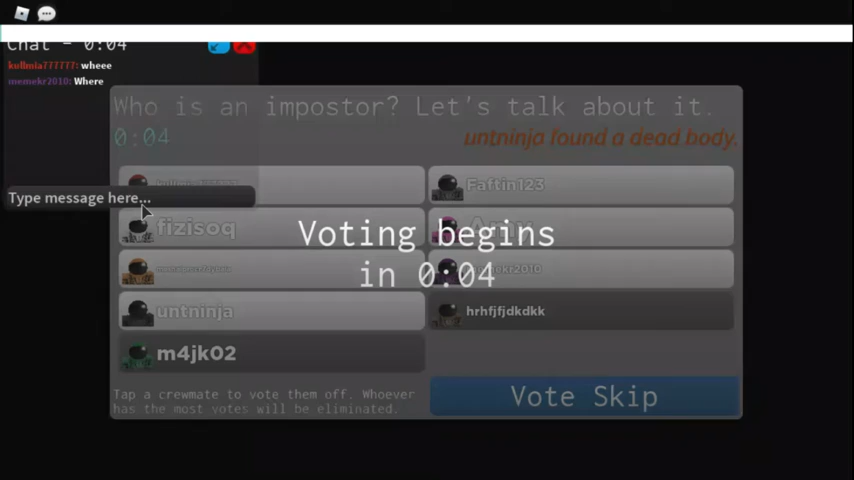 Chat - 0:04
kullmia777777: wheee
memekr2010: Where
Who is an impostor? Let's talk about it.
0:04
untninja found a dead body.
Faftin123
Type message here...
fizisoq
Amy
Voting begins
in 0:04
memekr2010
untninja
hrhfjfjdkdkk
m4jk02
Tap a crewmate to vote them off. Whoever
has the most votes will be eliminated.
Vote Skip